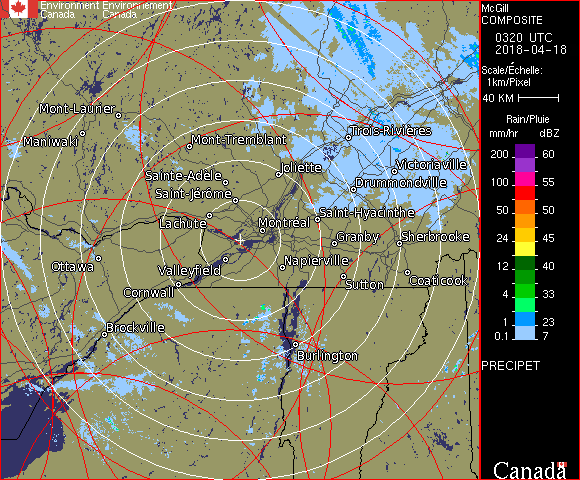 Environment Environnement
Canada Canada
McGill
COMPOSITE
0320 UTC
2018-04-18
Scale/Échelle:
1km/Pixel
40 KM
Rain/Pluie
mm/hr dBZ
200 60
100 55
50 50
24 45
12 40
4 33
1 23
0.1 7
PRECIPET
Canada
Mont-Laurier
Maniwaki
Mont-Tremblant
Trois-Rivières
Joliette
Victoriaville
Sainte-Adèle
Drummondville
Saint-Jérôme
Saint-Hyacinthe
Lachute
Montréal
Granby
Sherbrooke
Ottawa
Valleyfield
Napierville
Sutton
Coaticook
Cornwall
Brockville
Burlington